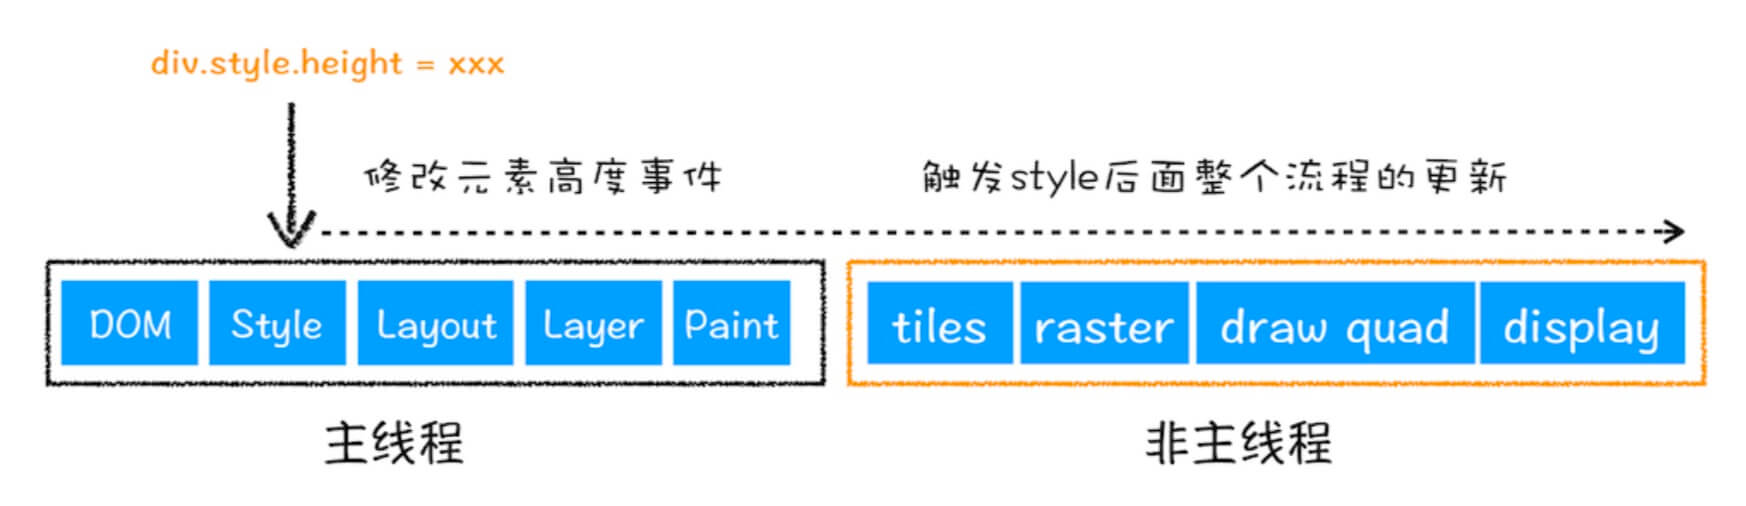 div.style.height = xxx
修改元素高度事件
触发style后面整个流程的更新
DOM
Style
Layout
Layer
Paint
tiles
raster
draw quad
display
主线程
非主线程